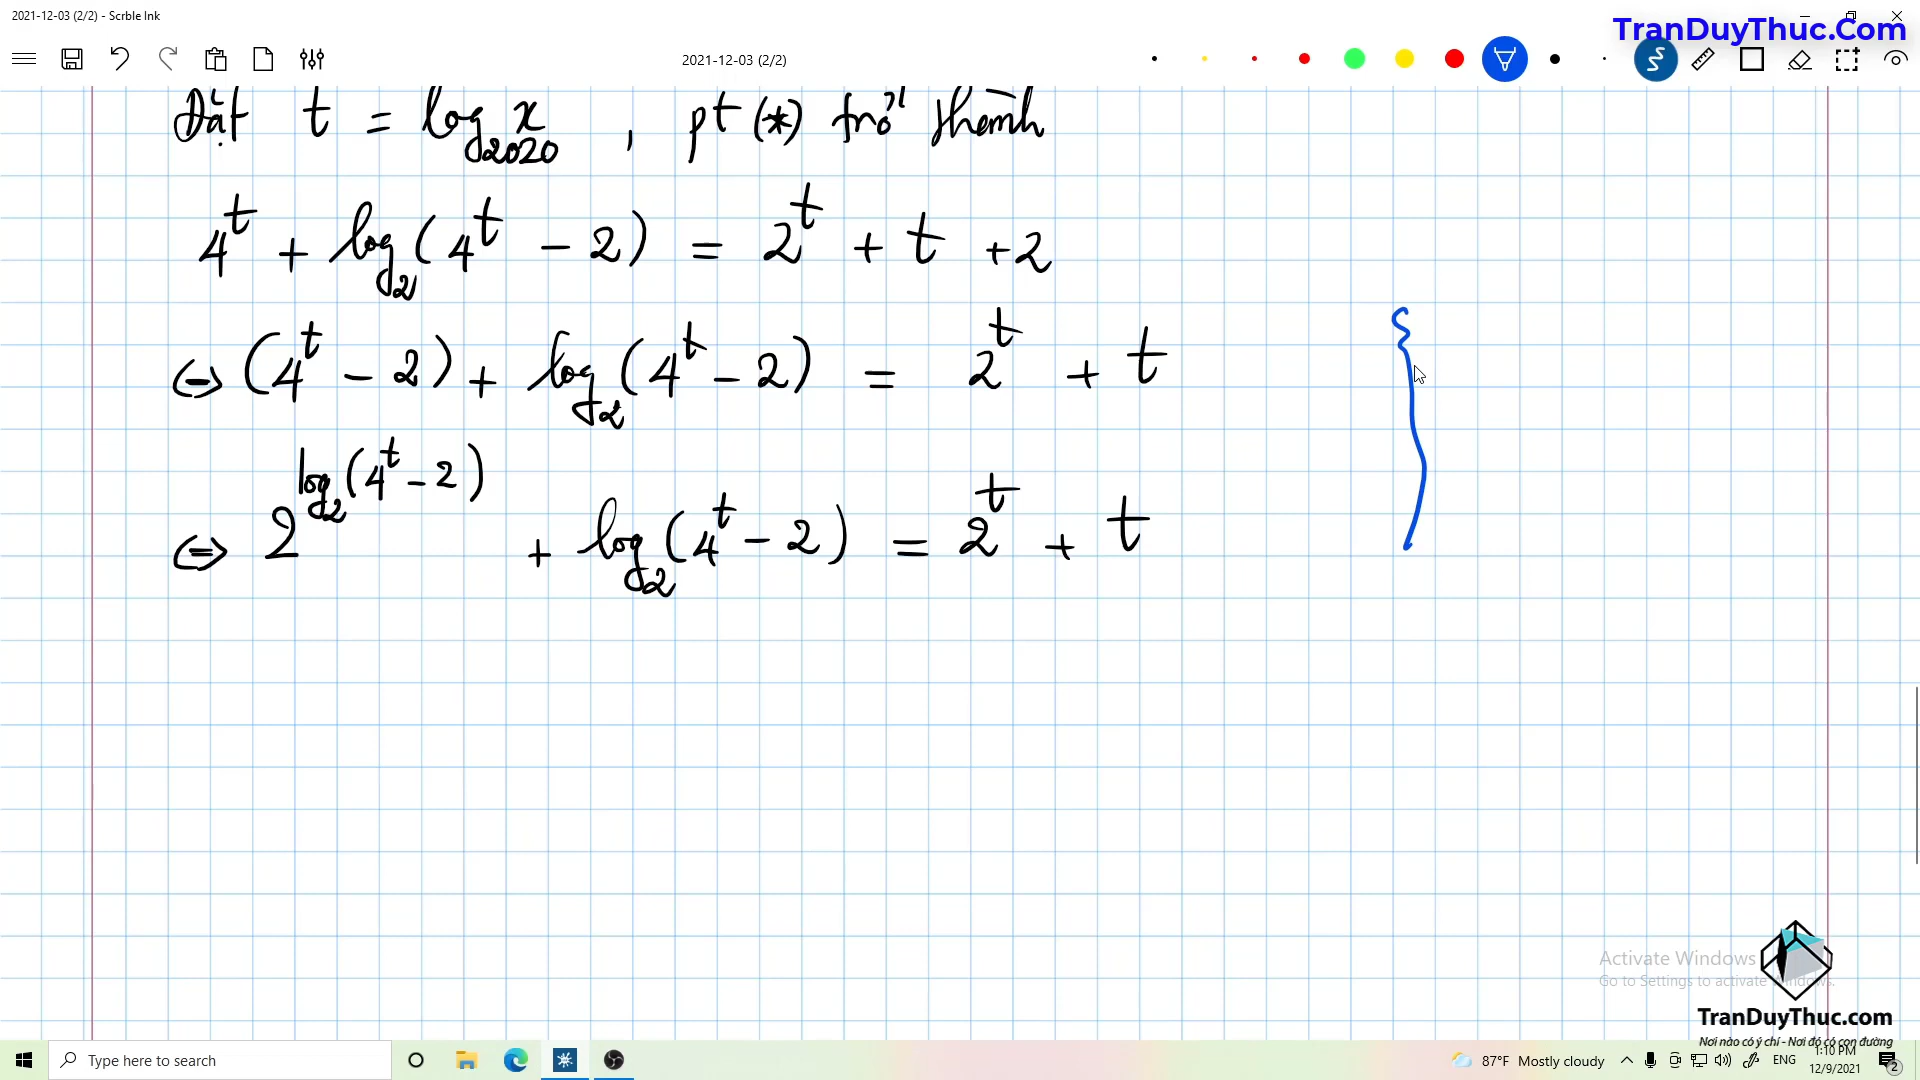 2021-12-03 (2/2) - Scrble Ink
TranDuyThuc.Com
2021-12-03 (2/2)
Đặt t = log_2020 x , pt (*) trở thành
4^t + log_2(4^t - 2) = 2^t + t + 2
⇔ (4^t - 2) + log_2(4^t - 2) = 2^t + t
⇔ 2^(log_2(4^t - 2)) + log_2(4^t - 2) = 2^t + t
Activate Windows
Go to Settings to activate Windows.
TranDuyThuc.Com
Nơi nào có ý chí - Nơi đó có con đường
Type here to search
87°F Mostly cloudy
ENG
1:10 PM
12/9/2021
2